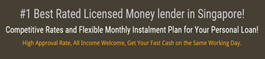 #1 Best Rated Licensed Money lender in Singapore!
Competitive Rates and Flexible Monthly Instalment Plan for Your Personal Loan!
High Approval Rate, All Income Welcome, Get Your Fast Cash on the Same Working Day.